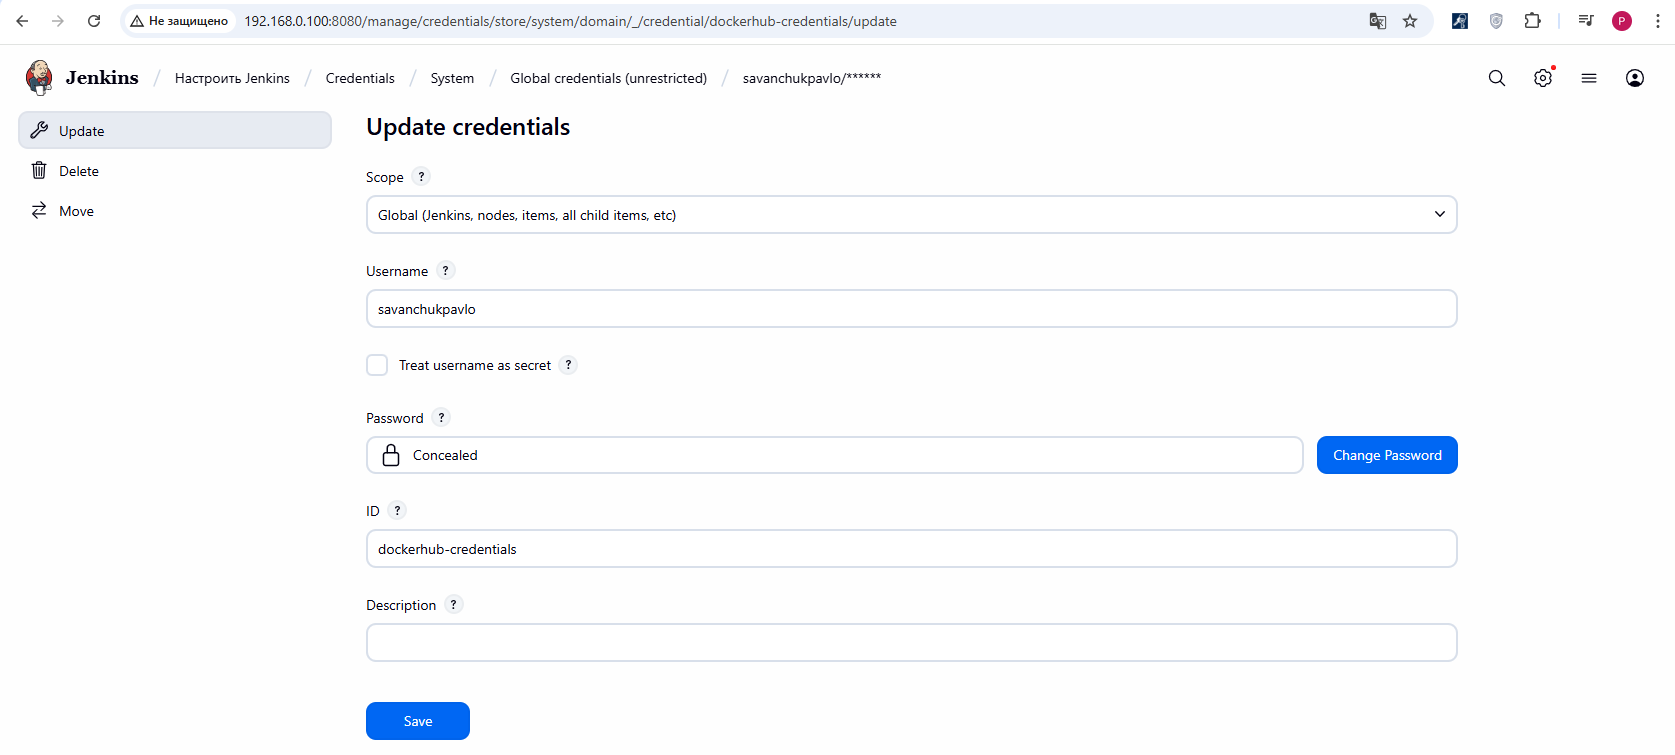 Не защищено 192.168.0.100:8080/manage/credentials/store/system/domain/_/credential/dockerhub-credentials/update
P
Jenkins / Настроить Jenkins / Credentials / System / Global credentials (unrestricted) / savanchukpavlo/******
Update
Delete
Move
Update credentials
Scope ?
Global (Jenkins, nodes, items, all child items, etc)
Username ?
savanchukpavlo
Treat username as secret ?
Password ?
Concealed
Change Password
ID ?
dockerhub-credentials
Description ?
Save